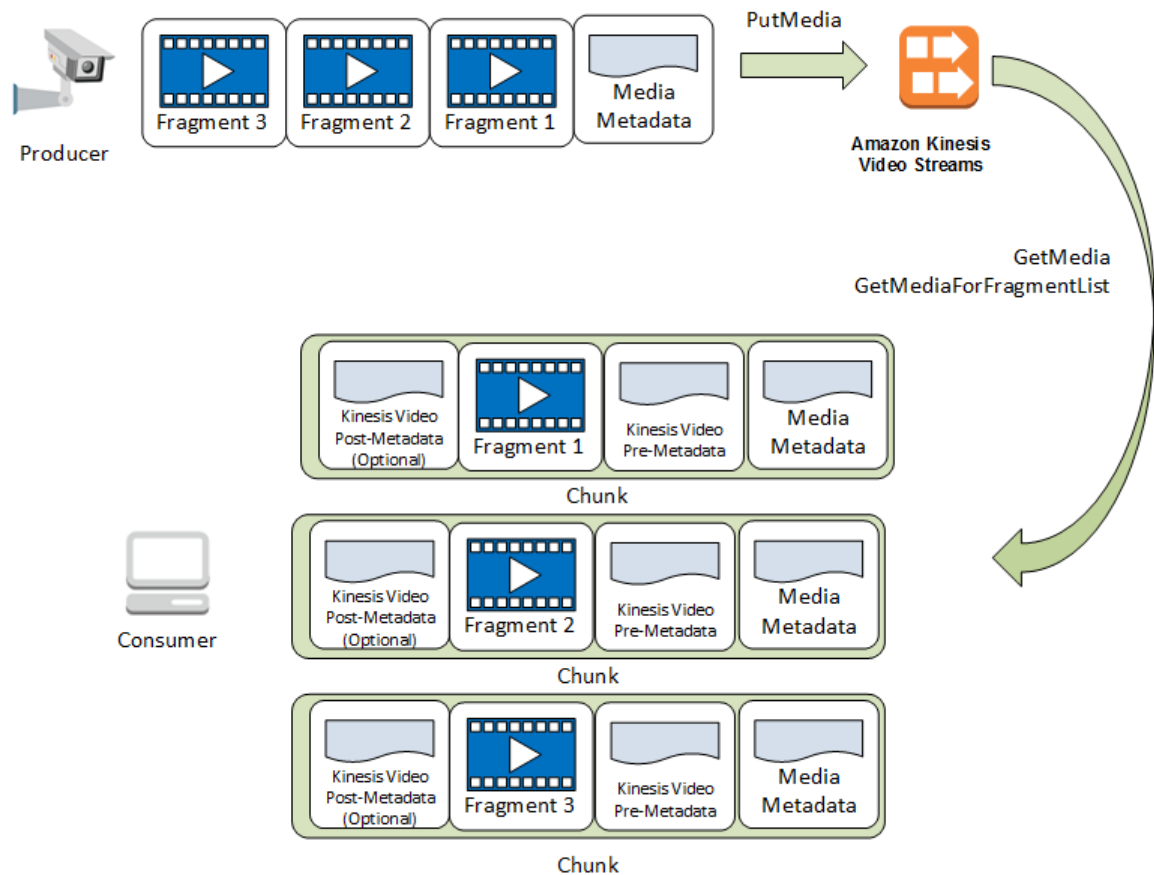 PutMedia
Fragment 3
Fragment 2
Fragment 1
Media
Metadata
Producer
Amazon Kinesis
Video Streams
GetMedia
GetMediaForFragmentList
Kinesis Video
Post-Metadata
(Optional)
Fragment 1
Kinesis Video
Pre-Metadata
Media
Metadata
Chunk
Consumer
Kinesis Video
Post-Metadata
(Optional)
Fragment 2
Kinesis Video
Pre-Metadata
Media
Metadata
Chunk
Kinesis Video
Post-Metadata
(Optional)
Fragment 3
Kinesis Video
Pre-Metadata
Media
Metadata
Chunk